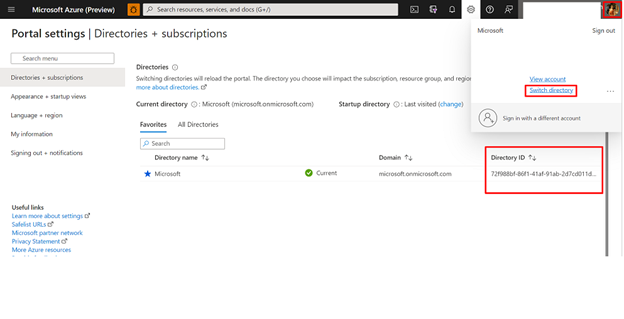 Microsoft Azure (Preview)
Search resources, services, and docs (G+/)
Portal settings | Directories + subscriptions
Search menu
Directories + subscriptions
Appearance + startup views
Language + region
My information
Signing out + notifications
Useful links
Learn more about settings
Safelist URLs
Microsoft partner network
Privacy Statement
More Azure resources
Directories
Switching directories will reload the portal. The directory you choose will impact the subscription, resource group, and region
more about directories.
Current directory : Microsoft (microsoft.onmicrosoft.com)
Startup directory : Last visited (change)
Favorites All Directories
Search
Directory name Domain Directory ID
Microsoft Current microsoft.onmicrosoft.com 72f988bf-86f1-41af-91ab-2d7cd011d...
Microsoft Sign out
View account
Switch directory ...
Sign in with a different account